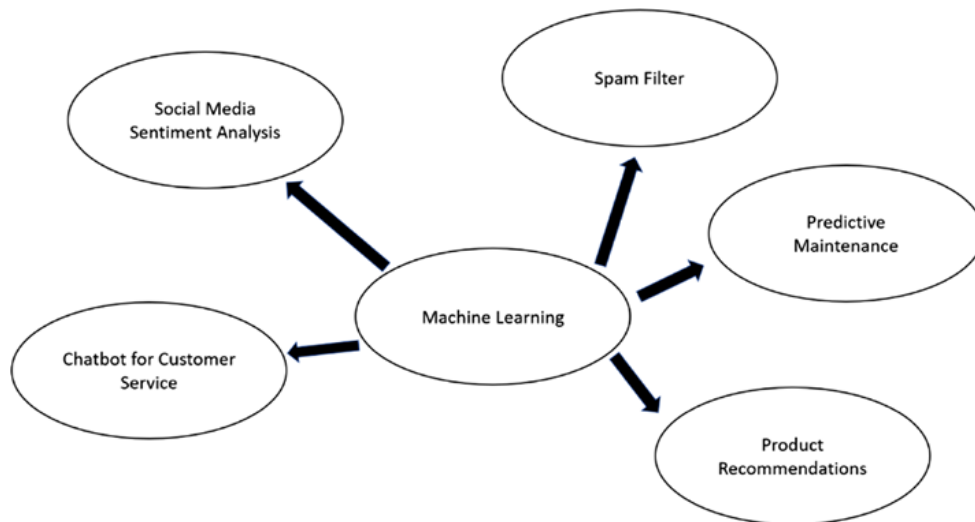 Spam Filter
Social Media
Sentiment Analysis
Predictive
Maintenance
Machine Learning
Chatbot for Customer
Service
Product
Recommendations